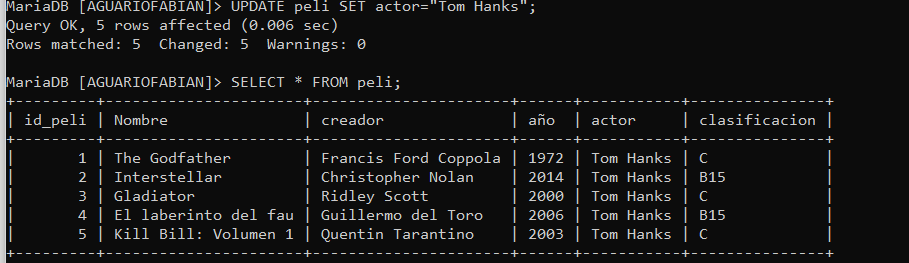 MariaDB [AGUARIOFABIAN]> UPDATE peli SET actor="Tom Hanks";
Query OK, 5 rows affected (0.006 sec)
Rows matched: 5  Changed: 5  Warnings: 0
MariaDB [AGUARIOFABIAN]> SELECT * FROM peli;
+---------+----------------------+----------------------+------+-----------+---------------+
| id_peli | Nombre               | creador              | año  | actor     | clasificacion |
+---------+----------------------+----------------------+------+-----------+---------------+
|       1 | The Godfather        | Francis Ford Coppola | 1972 | Tom Hanks | C             |
|       2 | Interstellar         | Christopher Nolan    | 2014 | Tom Hanks | B15           |
|       3 | Gladiator            | Ridley Scott         | 2000 | Tom Hanks | C             |
|       4 | El laberinto del fau | Guillermo del Toro   | 2006 | Tom Hanks | B15           |
|       5 | Kill Bill: Volumen 1 | Quentin Tarantino    | 2003 | Tom Hanks | C             |
+---------+----------------------+----------------------+------+-----------+---------------+